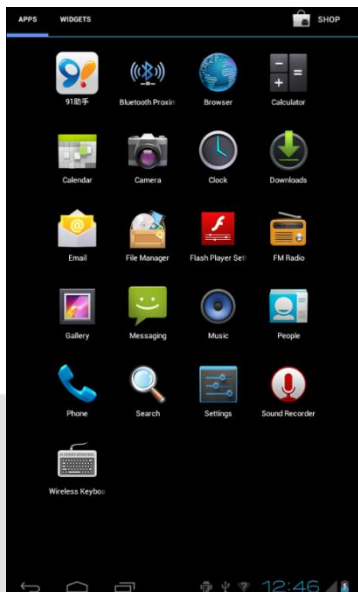 APPS WIDGETS SHOP
91助手 Bluetooth Proxin Browser Calculator
Calendar Camera Clock Downloads
Email File Manager Flash Player Set FM Radio
Gallery Messaging Music People
Phone Search Settings Sound Recorder
Wireless Keyboa
12:46